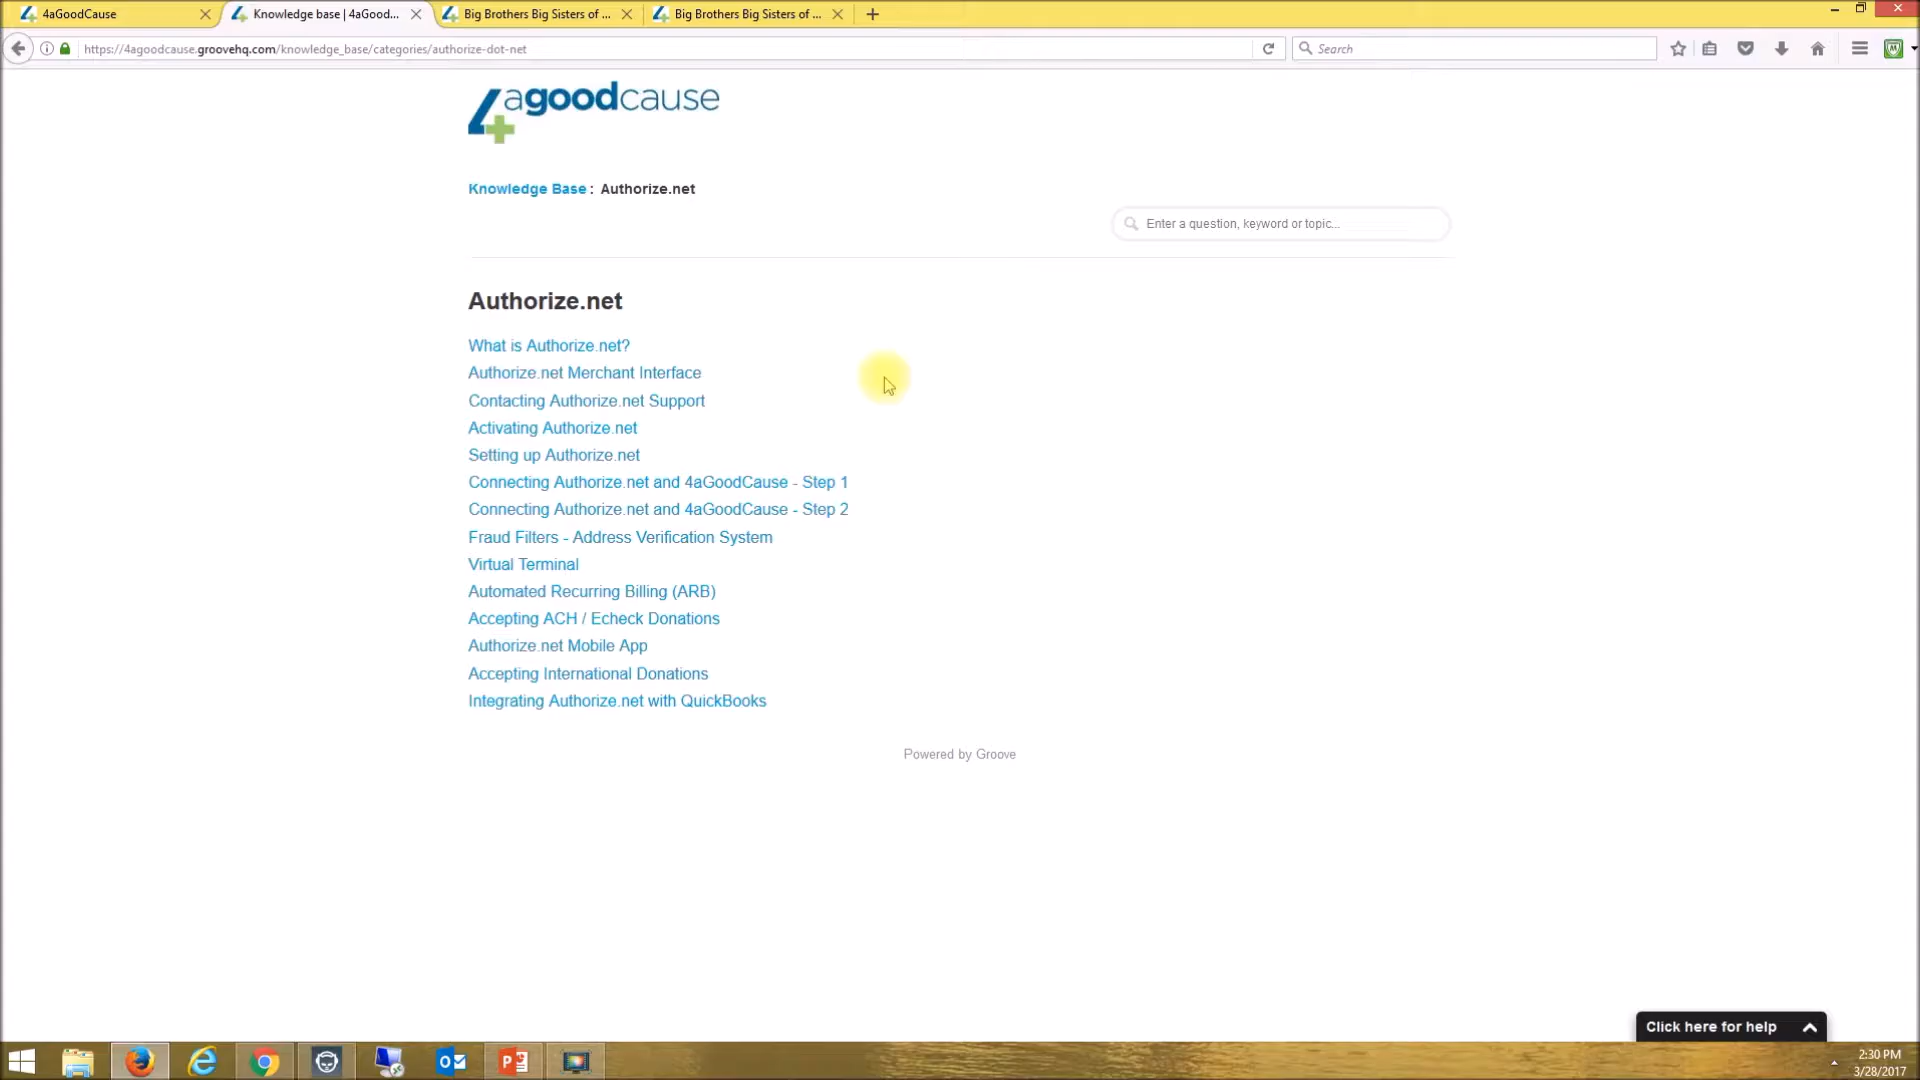 4aGoodCause
Knowledge base | 4aGood...
Big Brothers Big Sisters of ...
Big Brothers Big Sisters of ...
https://4agoodcause.groovehq.com/knowledge_base/categories/authorize-dot-net
Search
4agoodcause
Knowledge Base : Authorize.net
Enter a question, keyword or topic...
Authorize.net
What is Authorize.net?
Authorize.net Merchant Interface
Contacting Authorize.net Support
Activating Authorize.net
Setting up Authorize.net
Connecting Authorize.net and 4aGoodCause - Step 1
Connecting Authorize.net and 4aGoodCause - Step 2
Fraud Filters - Address Verification System
Virtual Terminal
Automated Recurring Billing (ARB)
Accepting ACH / Echeck Donations
Authorize.net Mobile App
Accepting International Donations
Integrating Authorize.net with QuickBooks
Powered by Groove
Click here for help
2:30 PM
3/28/2017